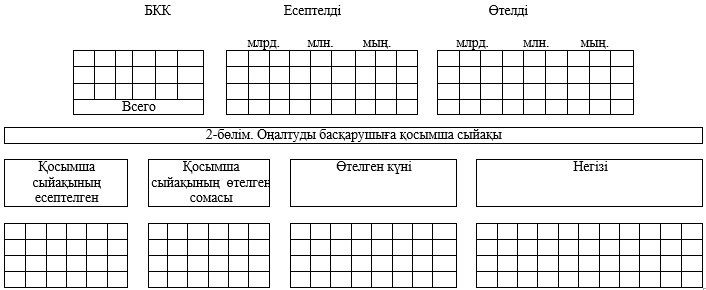 БКК Есептелді Өтелді
млрд. млн. мың. млрд. млн. мың.
Всего
2-бөлім. Оңалтуды басқарушыға қосымша сыйақы
Қосымша сыйақының есептелген
Қосымша сыйақының өтелген сомасы
Өтелген күні
Негізі